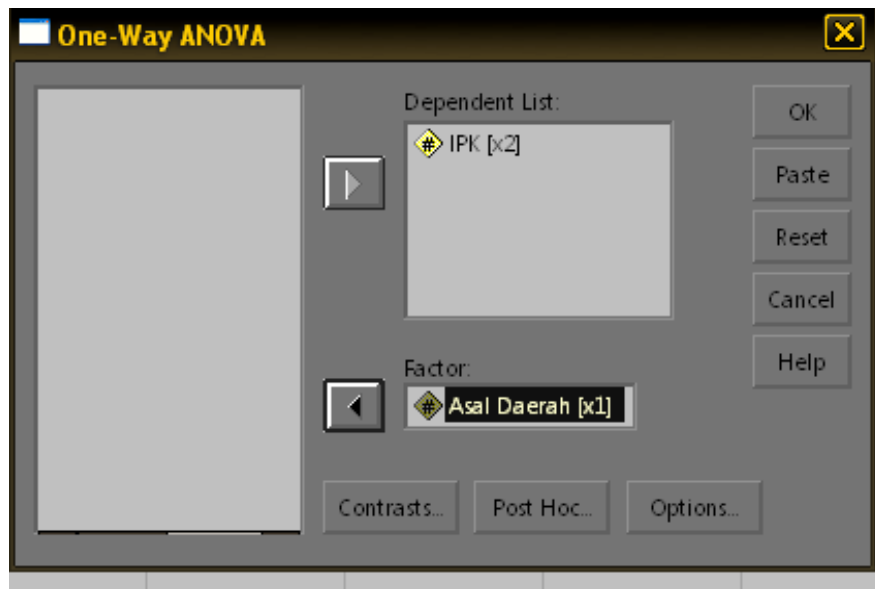 One-Way ANOVA
Dependent List:
# IPK [x2]
Factor:
# Asal Daerah [x1]
OK
Paste
Reset
Cancel
Help
Contrasts...
Post Hoc...
Options...